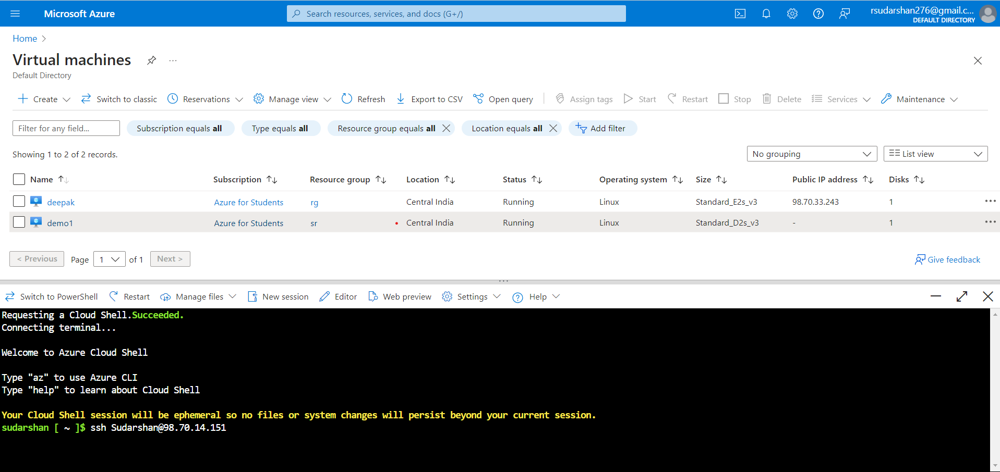 Microsoft Azure
Search resources, services, and docs (G+/)
rsudarshan276@gmail.c...
DEFAULT DIRECTORY
Home
Virtual machines
Default Directory
Create Switch to classic Reservations Manage view Refresh Export to CSV Open query Assign tags Start Restart Stop Delete Services Maintenance
Filter for any field... Subscription equals all Type equals all Resource group equals all Location equals all Add filter
Showing 1 to 2 of 2 records.
No grouping List view
Name Subscription Resource group Location Status Operating system Size Public IP address Disks
deepak Azure for Students rg Central India Running Linux Standard_E2s_v3 98.70.33.243 1
demo1 Azure for Students sr Central India Running Linux Standard_D2s_v3 - 1
< Previous Page 1 of 1 Next > Give feedback
Switch to PowerShell Restart Manage files New session Editor Web preview Settings Help
Requesting a Cloud Shell.Succeeded.
Connecting terminal...
Welcome to Azure Cloud Shell
Type "az" to use Azure CLI
Type "help" to learn about Cloud Shell
Your Cloud Shell session will be ephemeral so no files or system changes will persist beyond your current session.
sudarshan [ ~ ]$ ssh Sudarshan@98.70.14.151